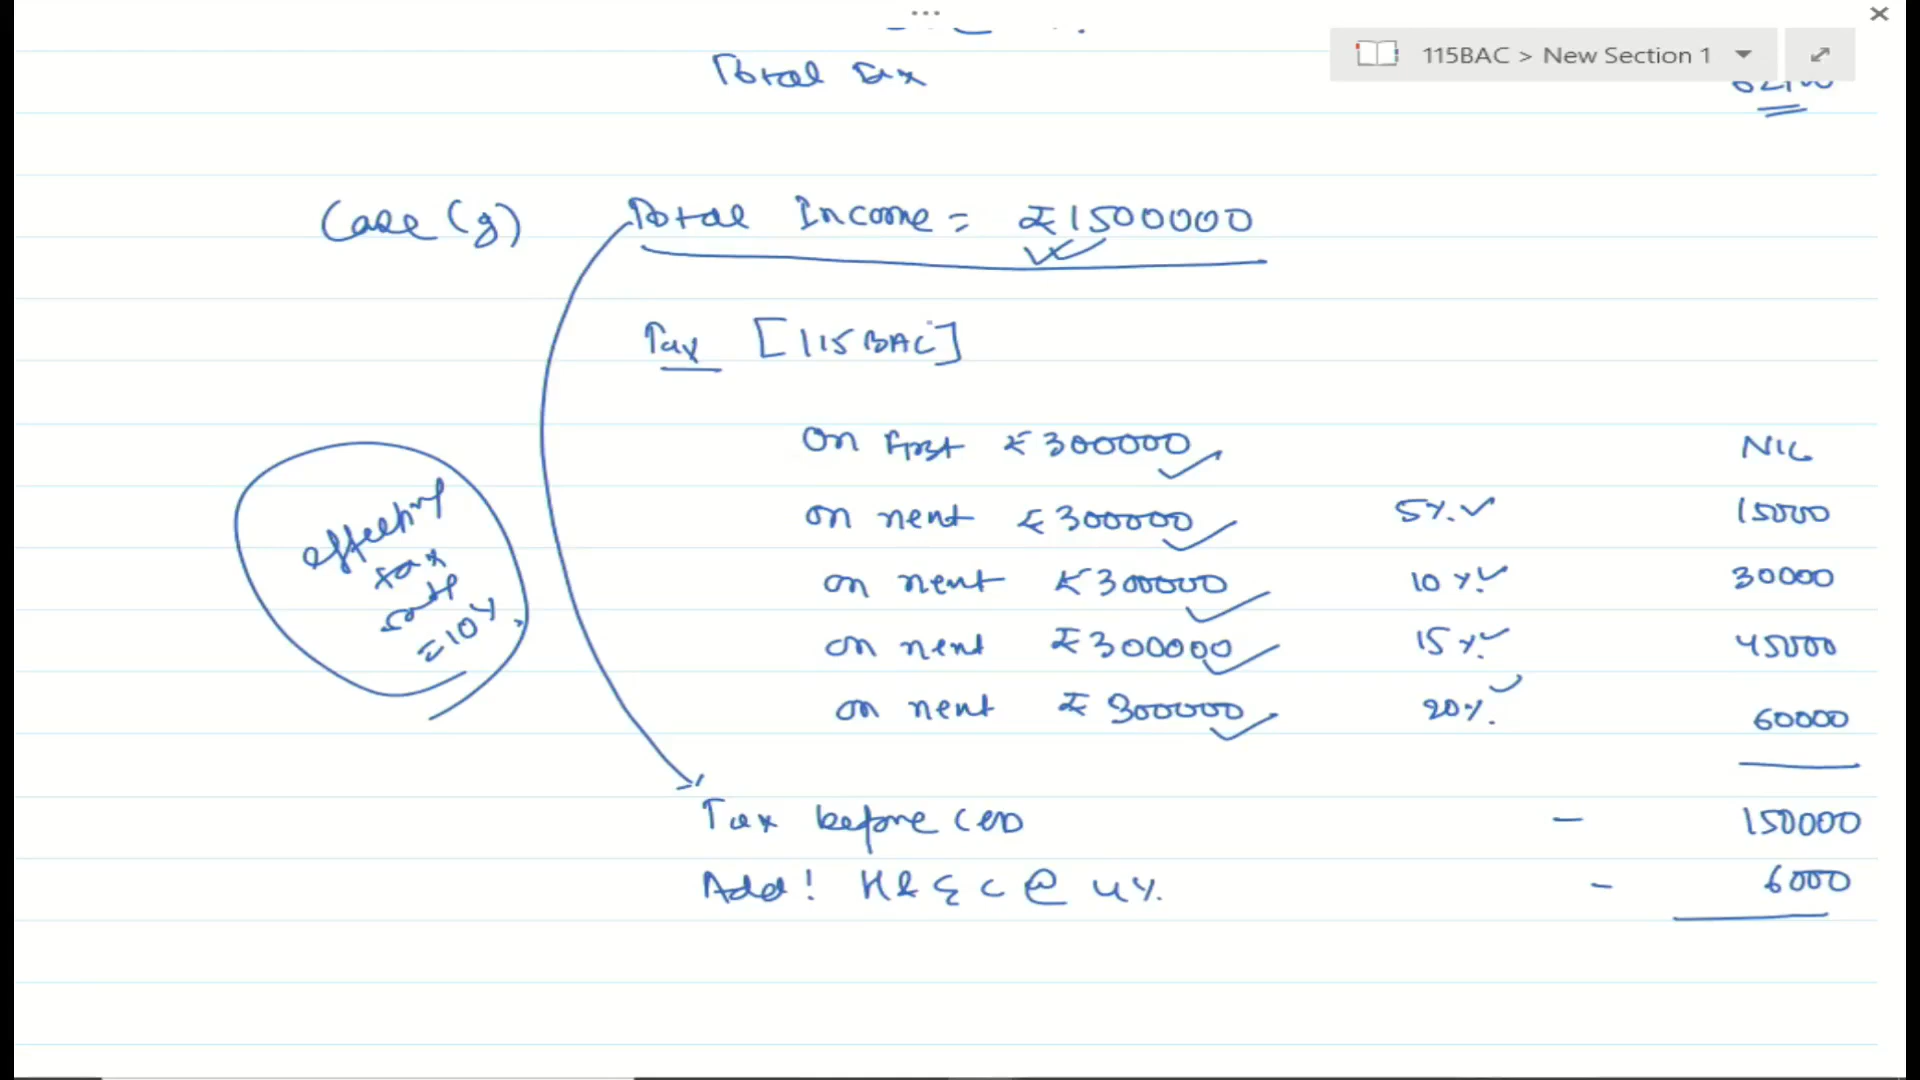 115BAC > New Section 1
Total Tax
Case (g) Total Income = ₹1500000
Tax [115BAC]
On first ₹300000 NIL
on next ₹300000 5% 15000
on next ₹300000 10% 30000
on next ₹300000 15% 45000
on next ₹300000 20% 60000
effective
tax
rate
=10%
Tax before cess - 150000
Add: H&EC @ 4% - 6000